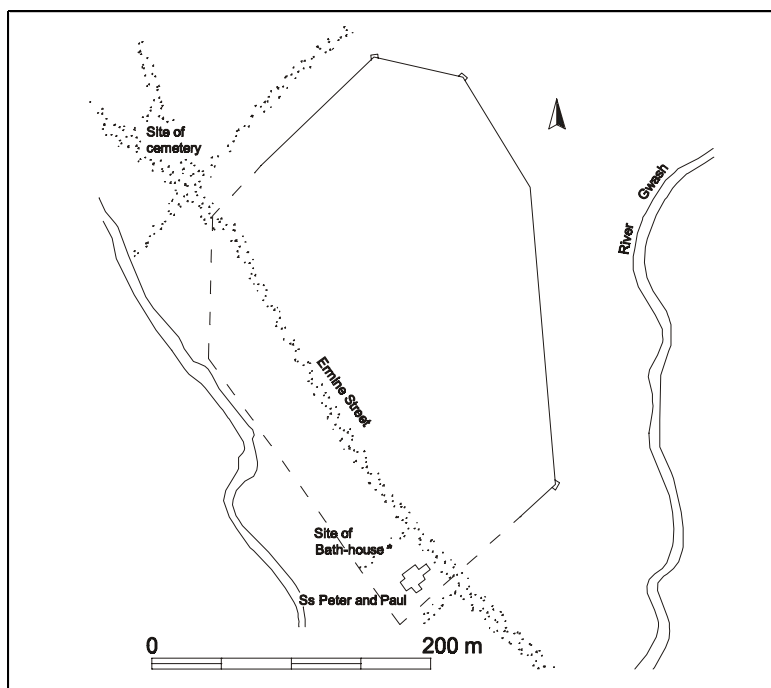 Site of
cemetery
River Gwash
Ermine Street
Site of
Bath-house
Ss Peter and Paul
0 200 m